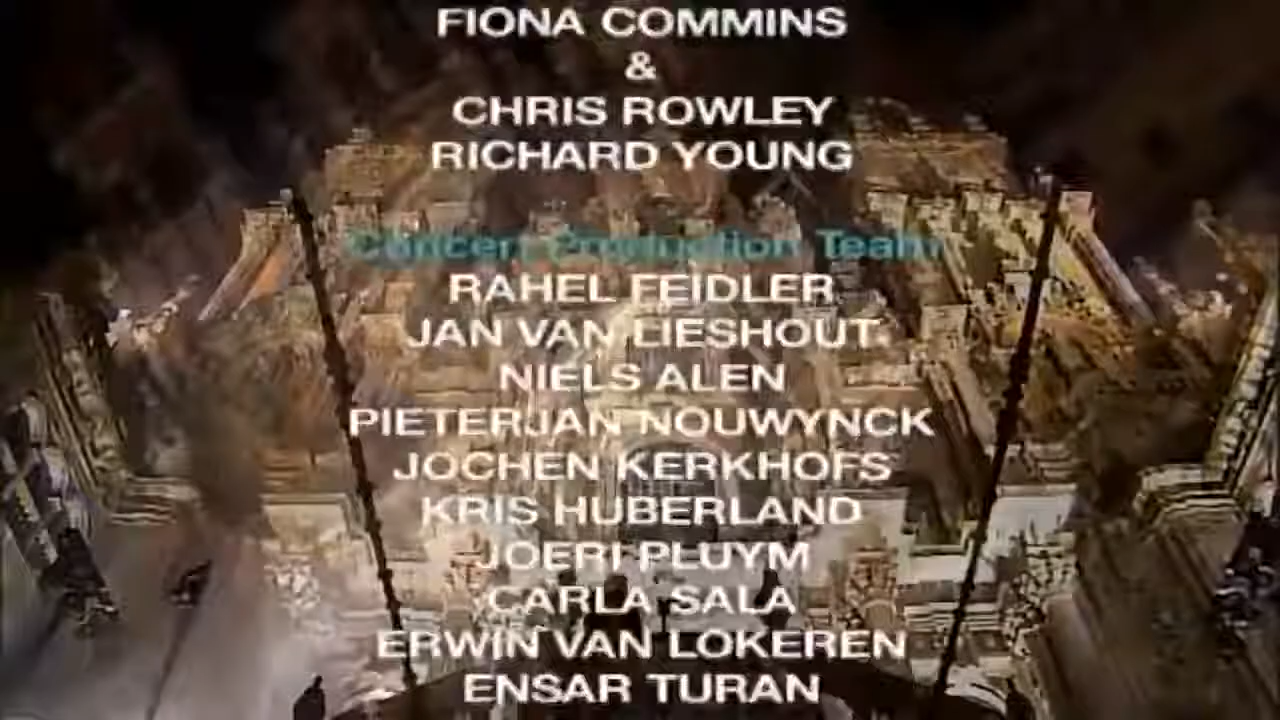 FIONA COMMINS
&
CHRIS ROWLEY
RICHARD YOUNG
Concert Production Team
RAHEL FEIDLER
JAN VAN LIESHOUT
NIELS ALEN
PIETERJAN NOUWYNCK
JOCHEN KERKHOFS
KRIS HUBERLAND
JOERI PLUYM
CARLA SALA
ERWIN VAN LOKEREN
ENSAR TURAN